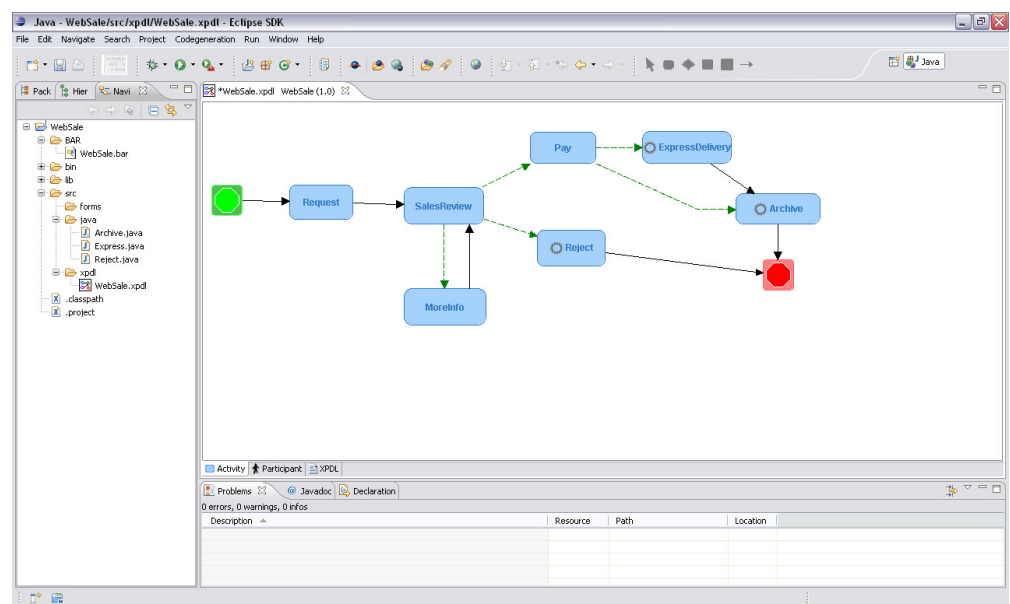 Java - WebSale/src/xpdl/WebSale.xpdl - Eclipse SDK
File Edit Navigate Search Project Codegeneration Run Window Help
Java
Pack Hier Navi
*WebSale.xpdl WebSale (1.0)
WebSale
BAR
WebSale.bar
bin
lib
src
forms
java
Archive.java
Express.java
Reject.java
xpdl
WebSale.xpdl
.classpath
.project
Pay
ExpressDelivery
Request
SalesReview
Archive
Reject
MoreInfo
Activity Participant XPDL
Problems Javadoc Declaration
0 errors, 0 warnings, 0 infos
Description Resource Path Location